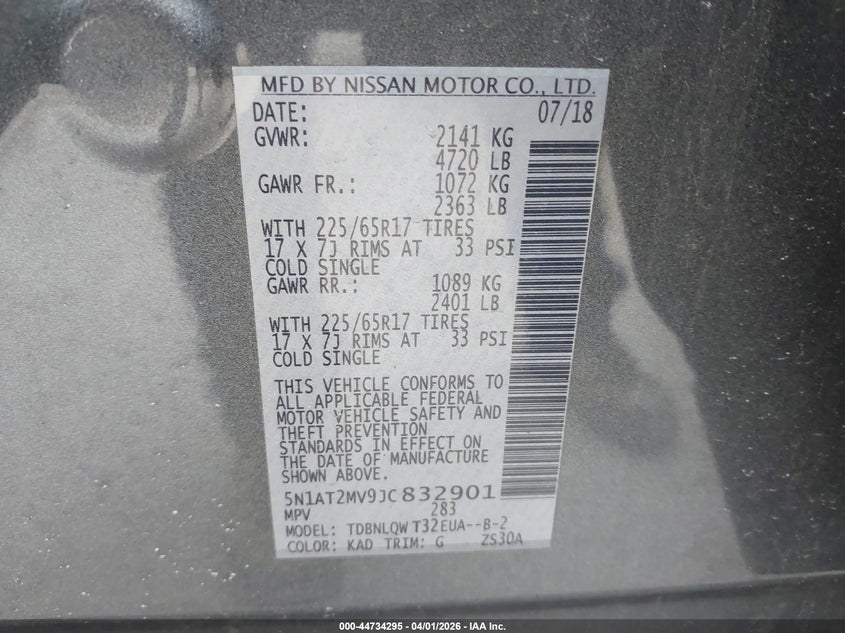 MFD BY NISSAN MOTOR CO., LTD.
DATE: 07/18
GVWR: 2141 KG
4720 LB
GAWR FR.: 1072 KG
2363 LB
WITH 225/65R17 TIRES
17 X 7J RIMS AT 33 PSI
COLD SINGLE
GAWR RR.: 1089 KG
2401 LB
WITH 225/65R17 TIRES
17 X 7J RIMS AT 33 PSI
COLD SINGLE
THIS VEHICLE CONFORMS TO
ALL APPLICABLE FEDERAL
MOTOR VEHICLE SAFETY AND
THEFT PREVENTION
STANDARDS IN EFFECT ON
THE DATE OF MANUFACTURE
SHOWN ABOVE.
5N1AT2MV9JC832901
MPV 283
MODEL: TDBNLQW T32EUA--B-2
COLOR: KAD TRIM: G ZS30A
000-44734295 - 04/01/2026 - IAA Inc.